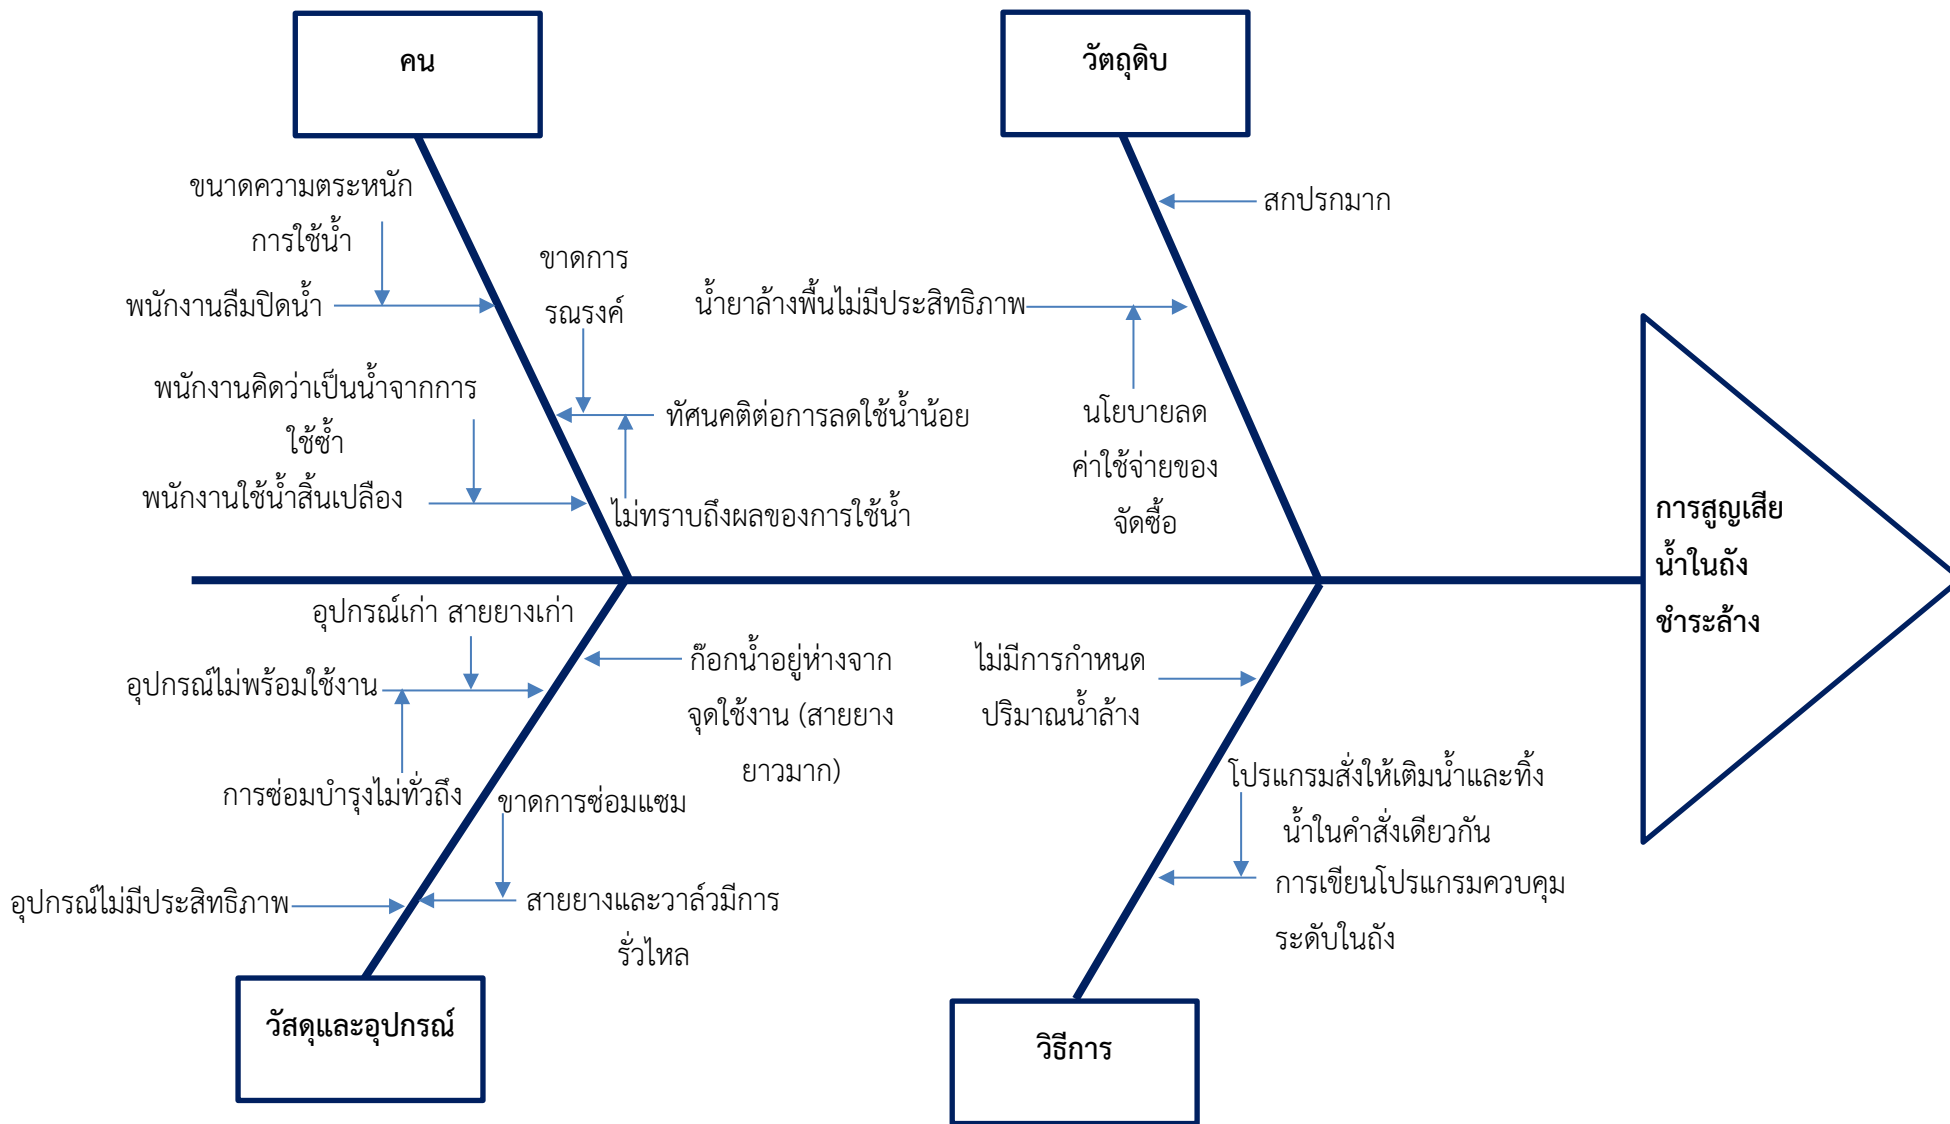 คน
วัตถุดิบ
ขนาดความตระหนัก
การใช้น้ำ
พนักงานลืมปิดน้ำ
ขาดการ
รณรงค์
พนักงานคิดว่าเป็นน้ำจากการ
ใช้ซ้ำ
ทัศนคติต่อการลดใช้น้ำน้อย
พนักงานใช้น้ำสิ้นเปลือง
ไม่ทราบถึงผลของการใช้น้ำ
สกปรกมาก
น้ำยาล้างพื้นไม่มีประสิทธิภาพ
นโยบายลด
ค่าใช้จ่ายของ
จัดซื้อ
การสูญเสีย
น้ำในถัง
ชำระล้าง
อุปกรณ์เก่า สายยางเก่า
อุปกรณ์ไม่พร้อมใช้งาน
การซ่อมบำรุงไม่ทั่วถึง
ก๊อกน้ำอยู่ห่างจาก
จุดใช้งาน (สายยาง
ยาวมาก)
ขาดการซ่อมแซม
อุปกรณ์ไม่มีประสิทธิภาพ
สายยางและวาล์วมีการ
รั่วไหล
ไม่มีการกำหนด
ปริมาณน้ำล้าง
โปรแกรมสั่งให้เติมน้ำและทิ้ง
น้ำในคำสั่งเดียวกัน
การเขียนโปรแกรมควบคุม
ระดับในถัง
วัสดุและอุปกรณ์
วิธีการ